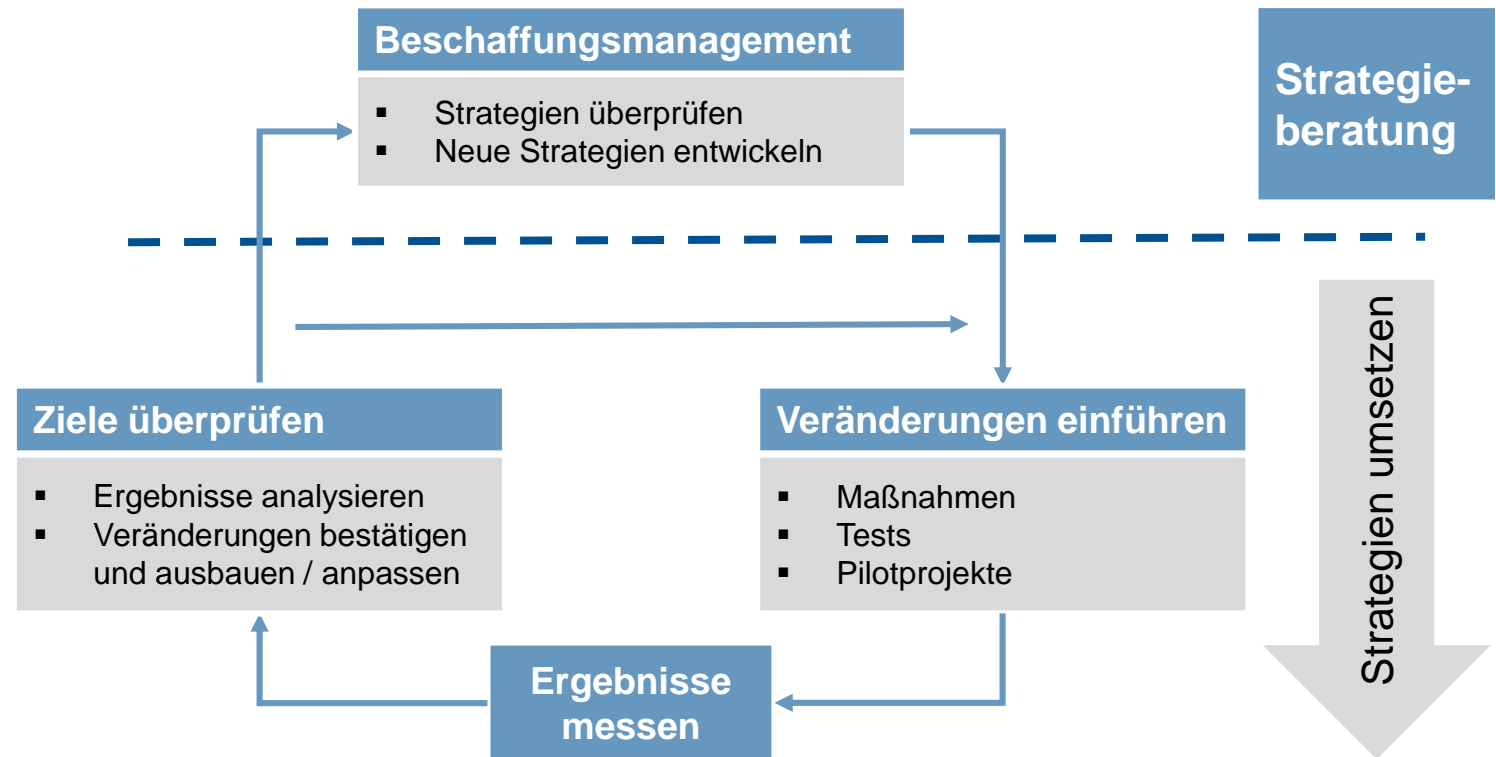 Beschaffungsmanagement
▪ Strategien überprüfen
▪ Neue Strategien entwickeln
Strategie-
beratung
Ziele überprüfen
▪ Ergebnisse analysieren
▪ Veränderungen bestätigen
und ausbauen / anpassen
Veränderungen einführen
▪ Maßnahmen
▪ Tests
▪ Pilotprojekte
Strategien umsetzen
Ergebnisse
messen